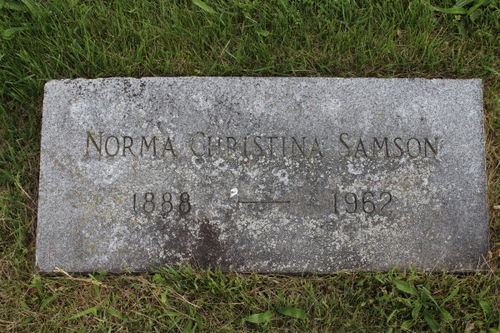 NORMA CHRISTINA SAMSON
1888 — 1962